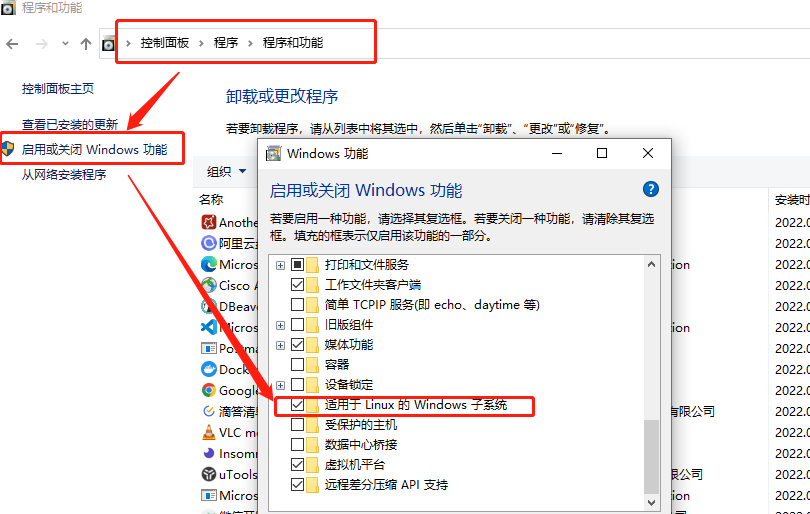 程序和功能
控制面板 > 程序 > 程序和功能
控制面板主页
卸载或更改程序
查看已安装的更新
若要卸载程序，请从列表中将其选中，然后单击“卸载”、“更改”或“修复”。
启用或关闭 Windows 功能
从网络安装程序
组织
名称
安装时
Anothe
2022.0
阿里云盘
2022.0
Micros
tion
2022.0
Cisco A
2022.0
DBeav
2022.0
Micros
tion
2022.0
Postma
2022.0
Dock
2022.0
Google
2022.0
滴答清单
有限公司
2022.0
VLC me
2022.0
Insomn
2022.0
uTools
限公司
2022.0
Micros
2022.0
Windows 功能
启用或关闭 Windows 功能
若要启用一种功能，请选择其复选框。若要关闭一种功能，请清除其复选
框。填充的框表示仅启用该功能的一部分。
打印和文件服务
工作文件夹客户端
简单 TCPIP 服务(即 echo、daytime 等)
旧版组件
媒体功能
容器
设备锁定
适用于 Linux 的 Windows 子系统
受保护的主机
数据中心桥接
虚拟机平台
远程差分压缩 API 支持